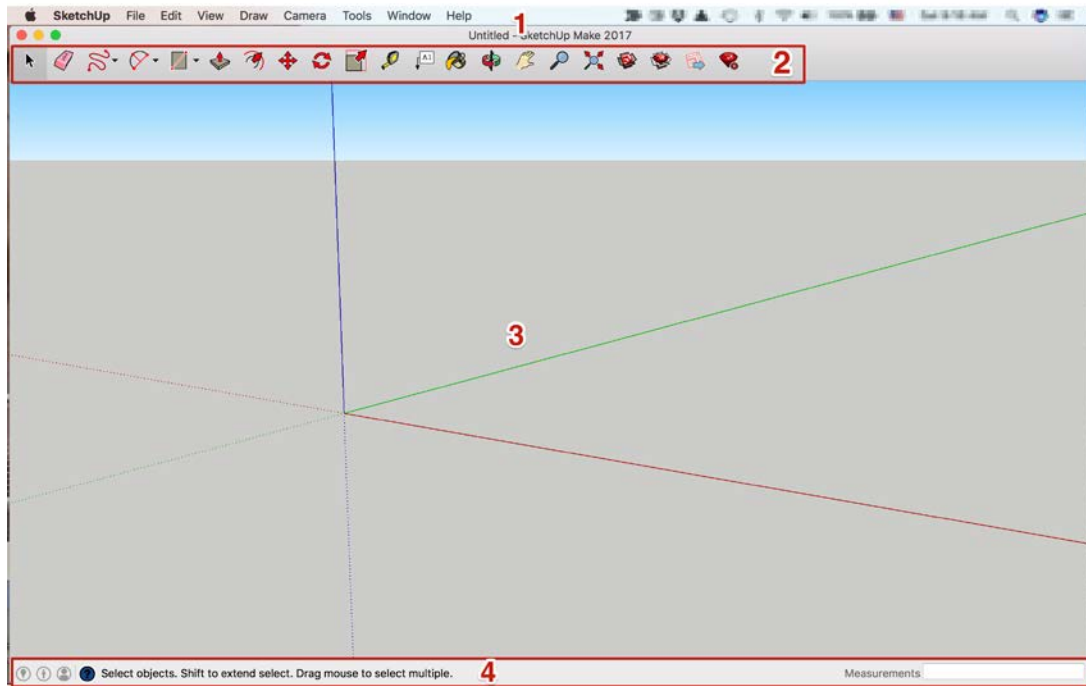 SketchUp File Edit View Draw Camera Tools Window Help
1
Untitled - SketchUp Make 2017
A1
2
3
Select objects. Shift to extend select. Drag mouse to select multiple.
4
Measurements